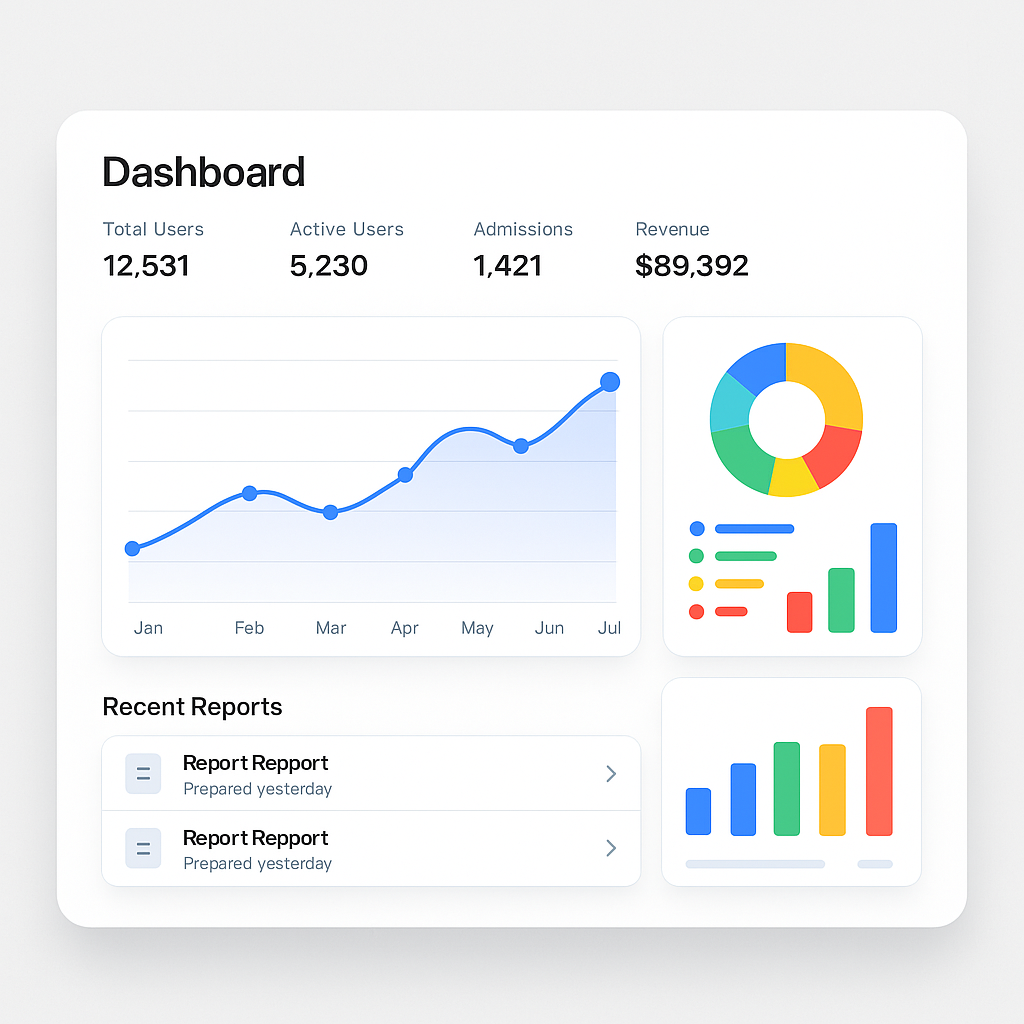 Dashboard
Total Users Active Users Admissions Revenue
12,531 5,230 1,421 $89,392
Jan Feb Mar Apr May Jun Jul
Recent Reports
Report Repport
Prepared yesterday
Report Repport
Prepared yesterday